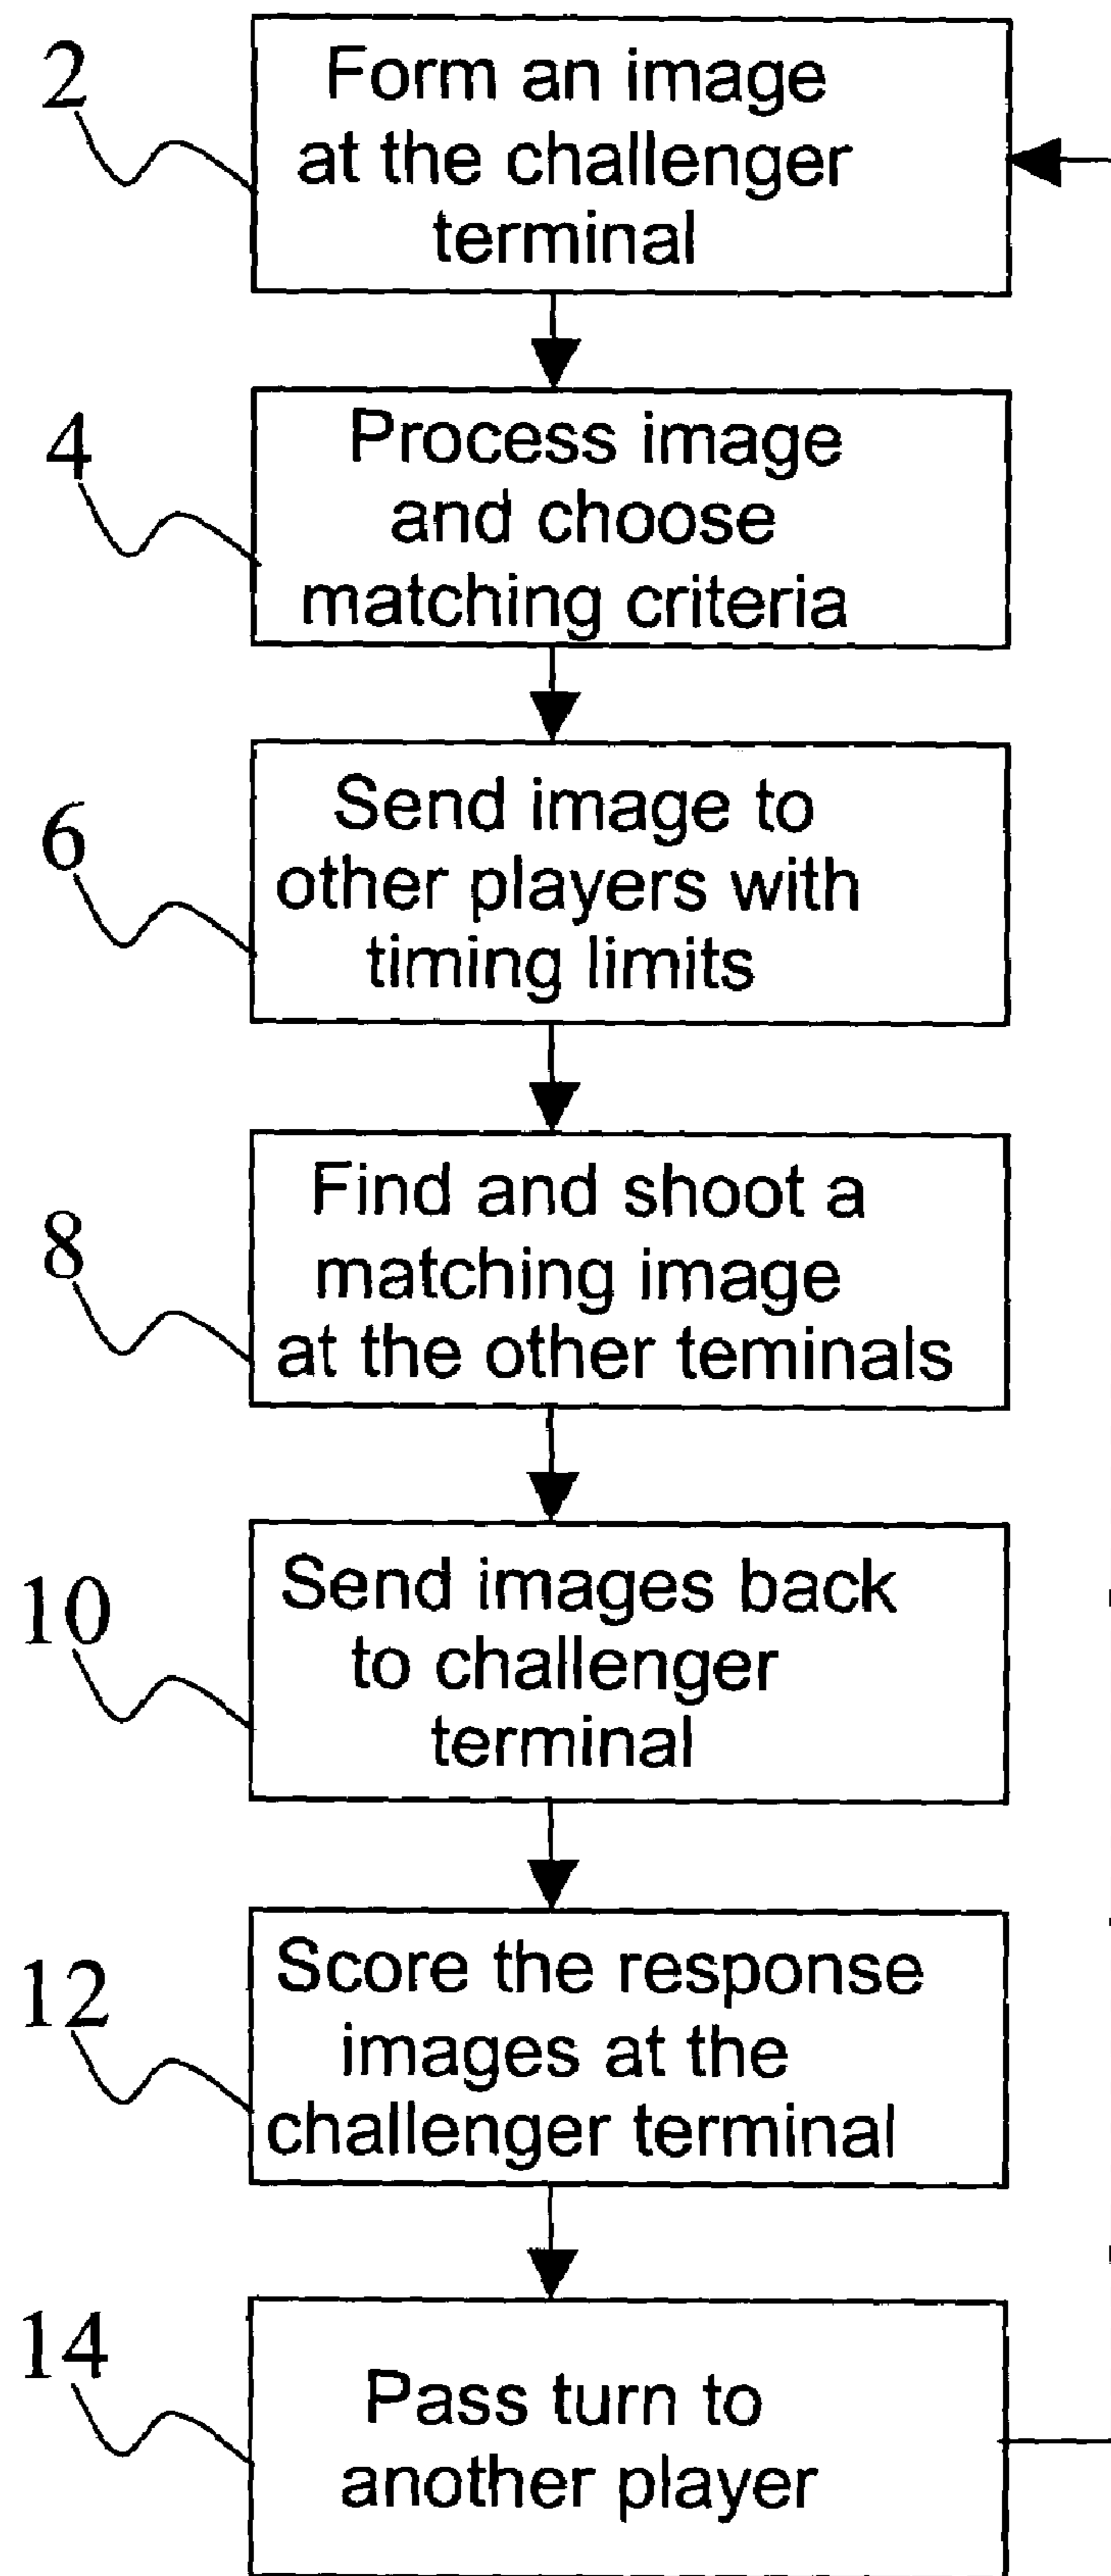 2
Form an image
at the challenger
terminal
4
Process image
and choose
matching criteria
6
Send image to
other players with
timing limits
8
Find and shoot a
matching image
at the other teminals
10
Send images back
to challenger
terminal
12
Score the response
images at the
challenger terminal
14
Pass turn to
another player